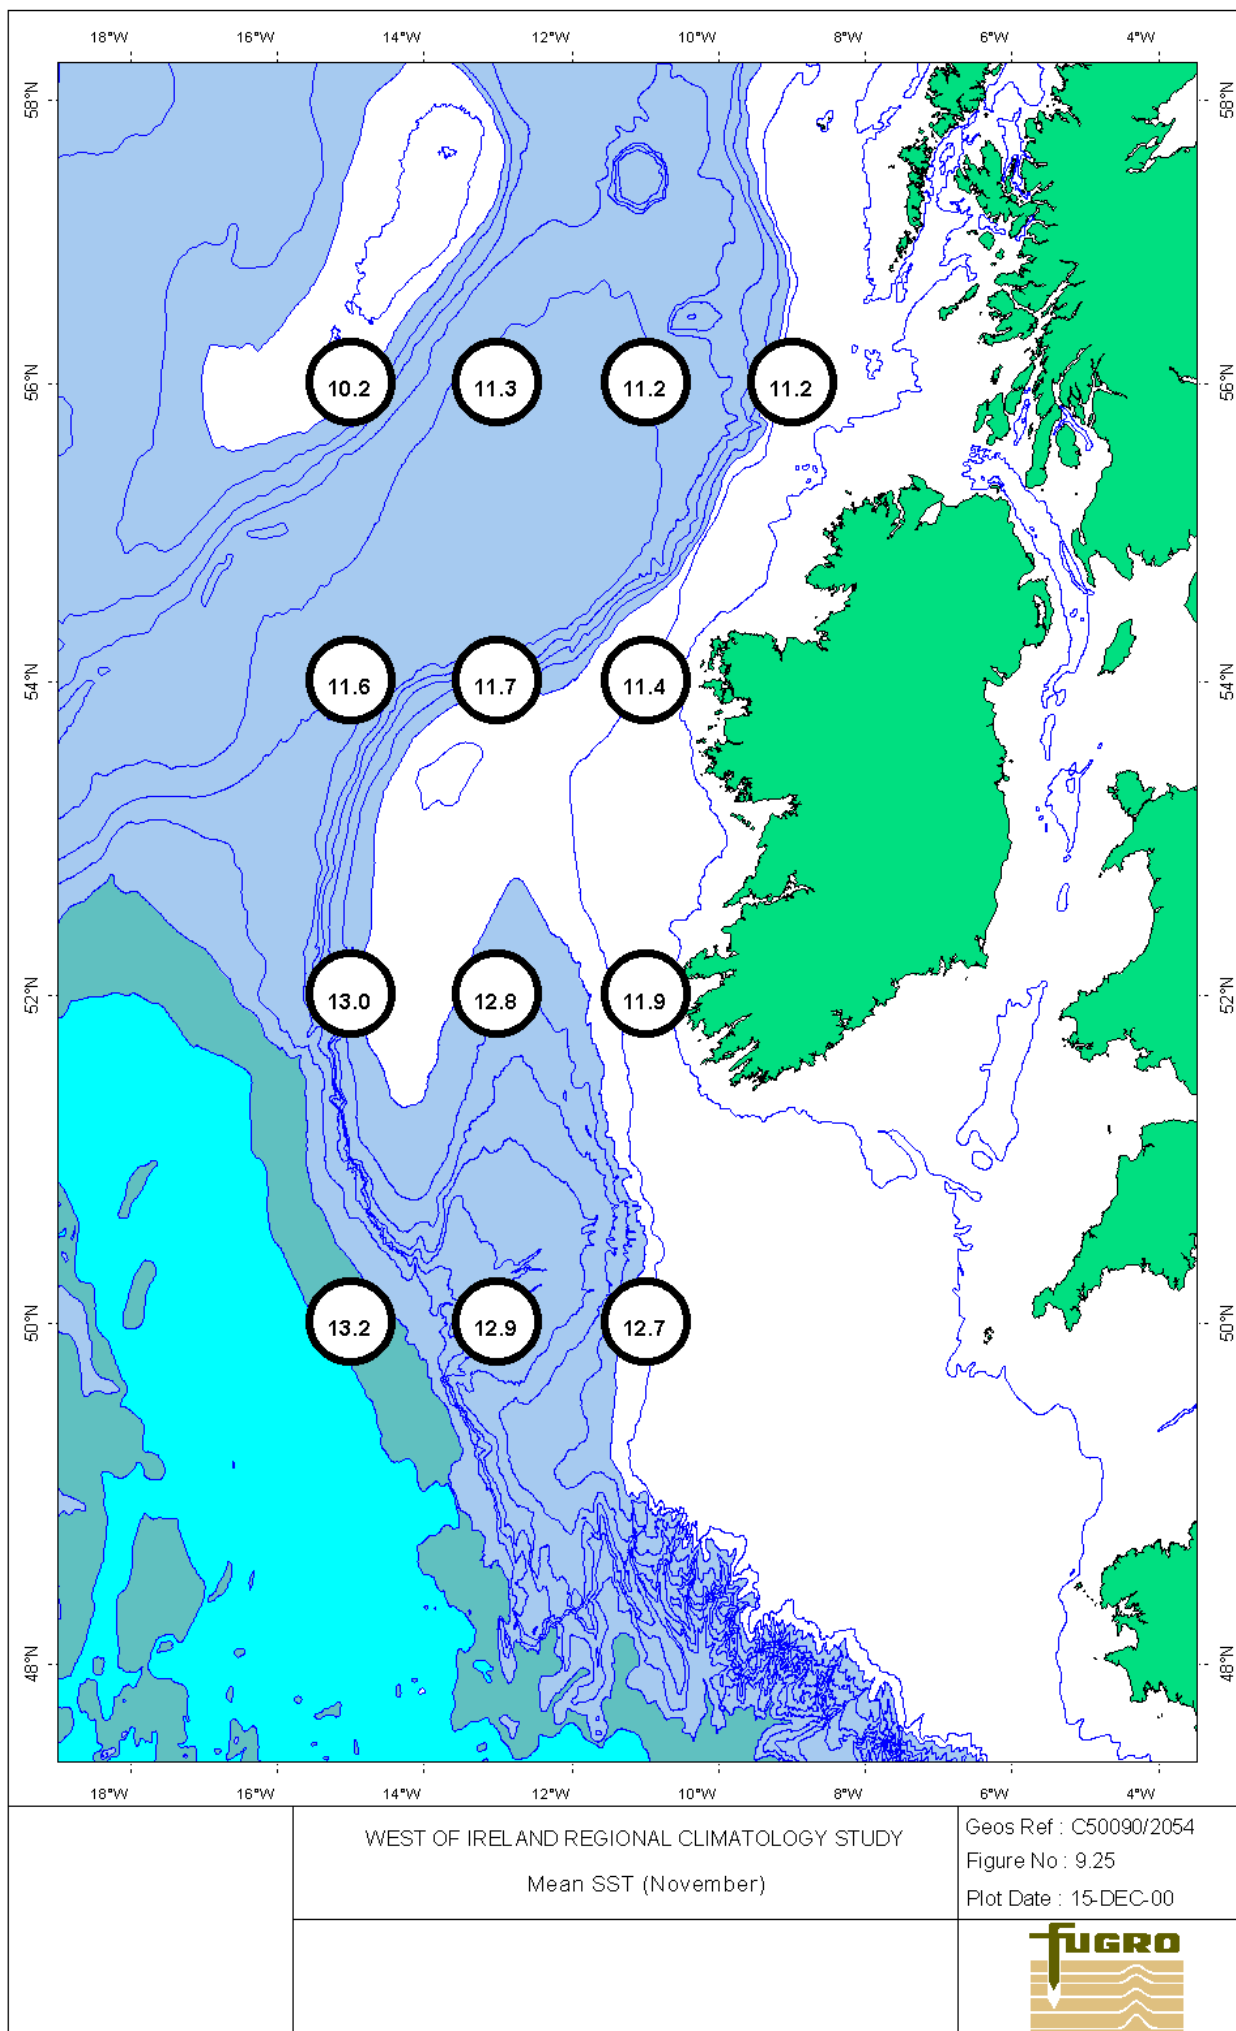 18°W 16°W 14°W 12°W 10°W 8°W 6°W 4°W
58°N 58°N
56°N 10.2 11.3 11.2 11.2 56°N
54°N 11.6 11.7 11.4 54°N
52°N 13.0 12.8 11.9 52°N
50°N 13.2 12.9 12.7 50°N
48°N 48°N
18°W 16°W 14°W 12°W 10°W 8°W 6°W 4°W
WEST OF IRELAND REGIONAL CLIMATOLOGY STUDY
Mean SST (November)
Geos Ref : C50090/2054
Figure No : 9.25
Plot Date : 15-DEC-00
fUGRO